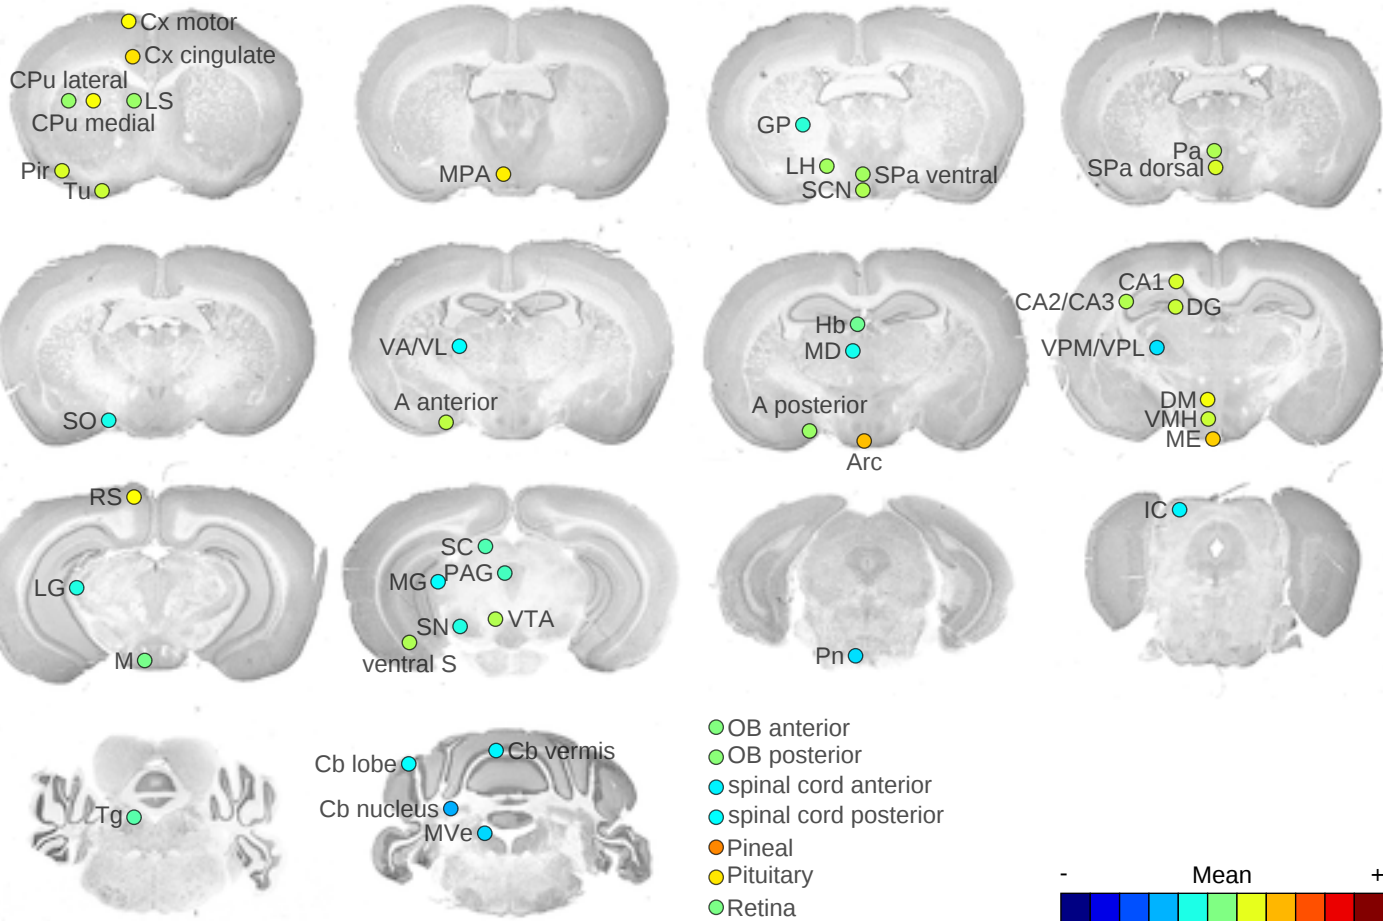 Cx motor
Cx cingulate
CPu lateral
LS
CPu medial
Pir
Tu
MPA
GP
LH
SPa ventral
SCN
Pa
SPa dorsal
SO
VA/VL
A anterior
Hb
MD
A posterior
Arc
CA1
CA2/CA3
DG
VPM/VPL
DM
VMH
ME
RS
LG
M
SC
MG
PAG
SN
VTA
ventral S
Pn
IC
Tg
Cb lobe
Cb vermis
Cb nucleus
MVe
OB anterior
OB posterior
spinal cord anterior
spinal cord posterior
Pineal
Pituitary
Retina
- Mean +